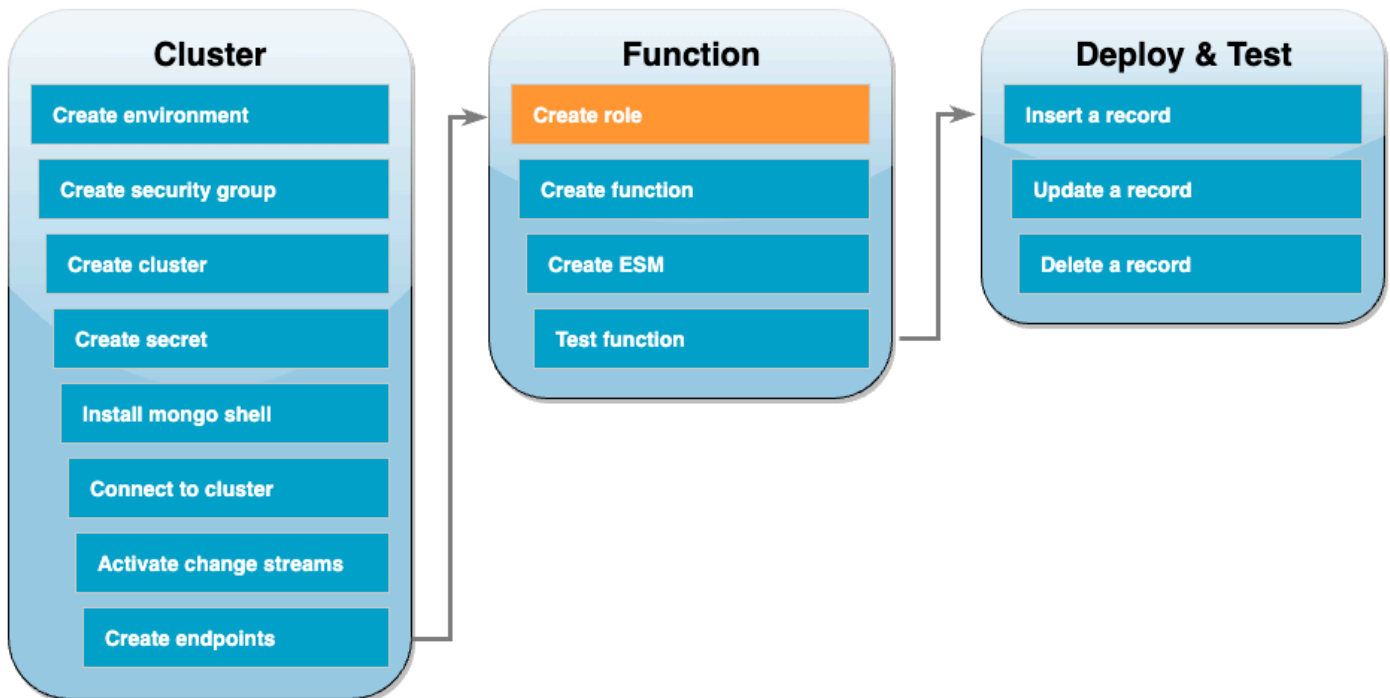 Cluster
Create environment
Create security group
Create cluster
Create secret
Install mongo shell
Connect to cluster
Activate change streams
Create endpoints
Function
Create role
Create function
Create ESM
Test function
Deploy & Test
Insert a record
Update a record
Delete a record